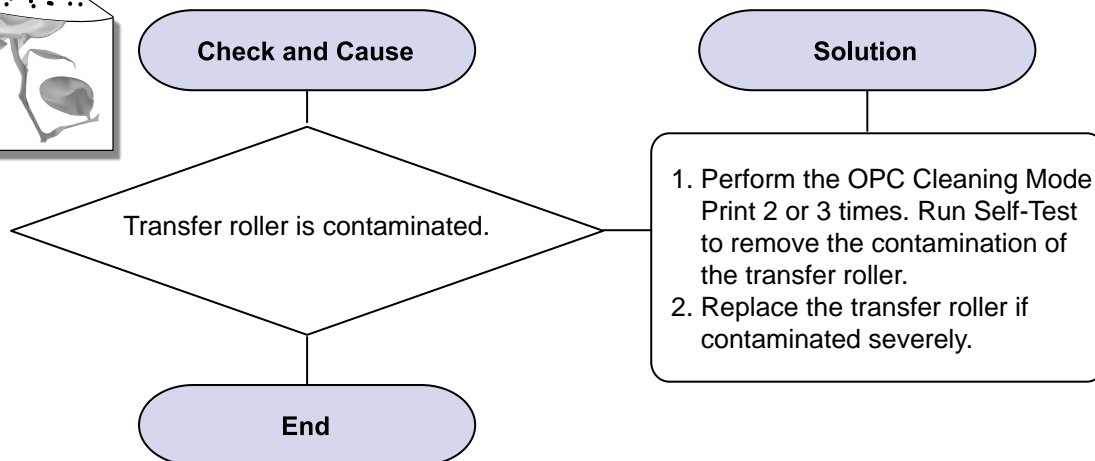 Check and Cause
Solution
Transfer roller is contaminated.
1. Perform the OPC Cleaning Mode
Print 2 or 3 times. Run Self-Test
to remove the contamination of
the transfer roller.
2. Replace the transfer roller if
contaminated severely.
End